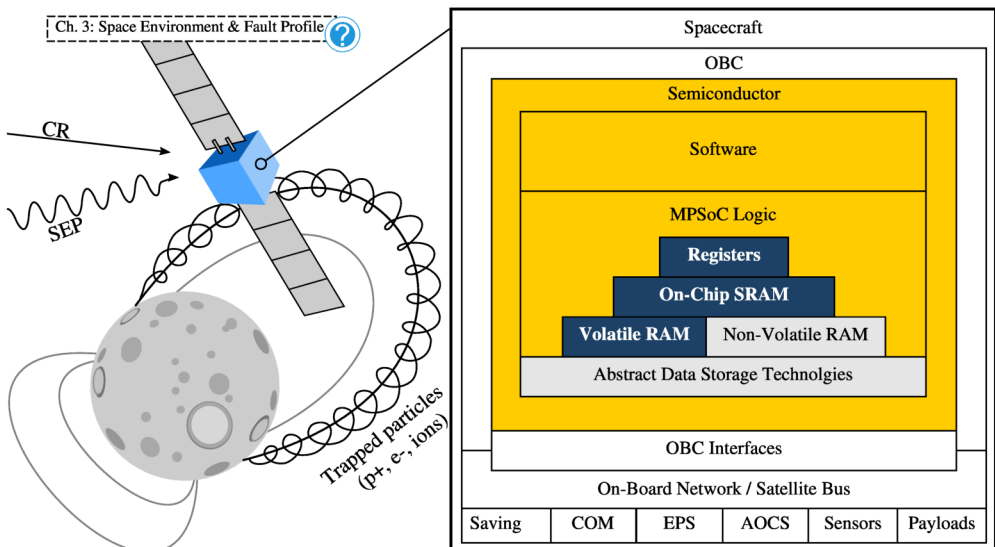 Ch. 3: Space Environment & Fault Profile
?
CR
SEP
Trapped particles
(p+, e-, ions)
Spacecraft
OBC
Semiconductor
Software
MPSoC Logic
Registers
On-Chip SRAM
Volatile RAM
Non-Volatile RAM
Abstract Data Storage Technolgies
OBC Interfaces
On-Board Network / Satellite Bus
Saving
COM
EPS
AOCS
Sensors
Payloads